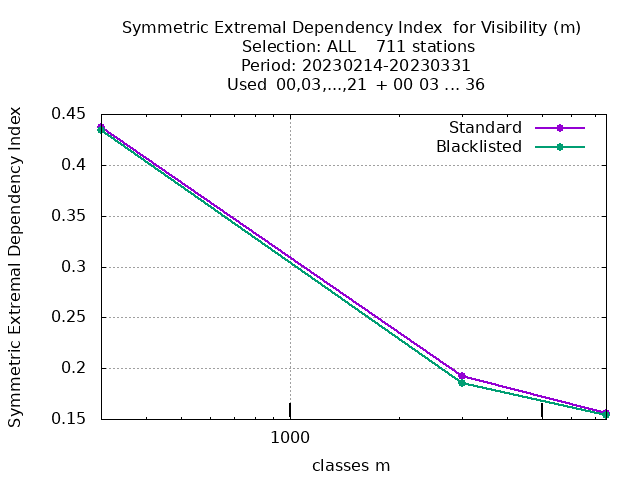 Symmetric Extremal Dependency Index  for Visibility (m)
Selection: ALL    711 stations
Period: 20230214-20230331
Used  00,03,...,21  + 00 03 ... 36
Standard
Blacklisted
Symmetric Extremal Dependency Index
0.45
0.4
0.35
0.3
0.25
0.2
0.15
1000
classes m